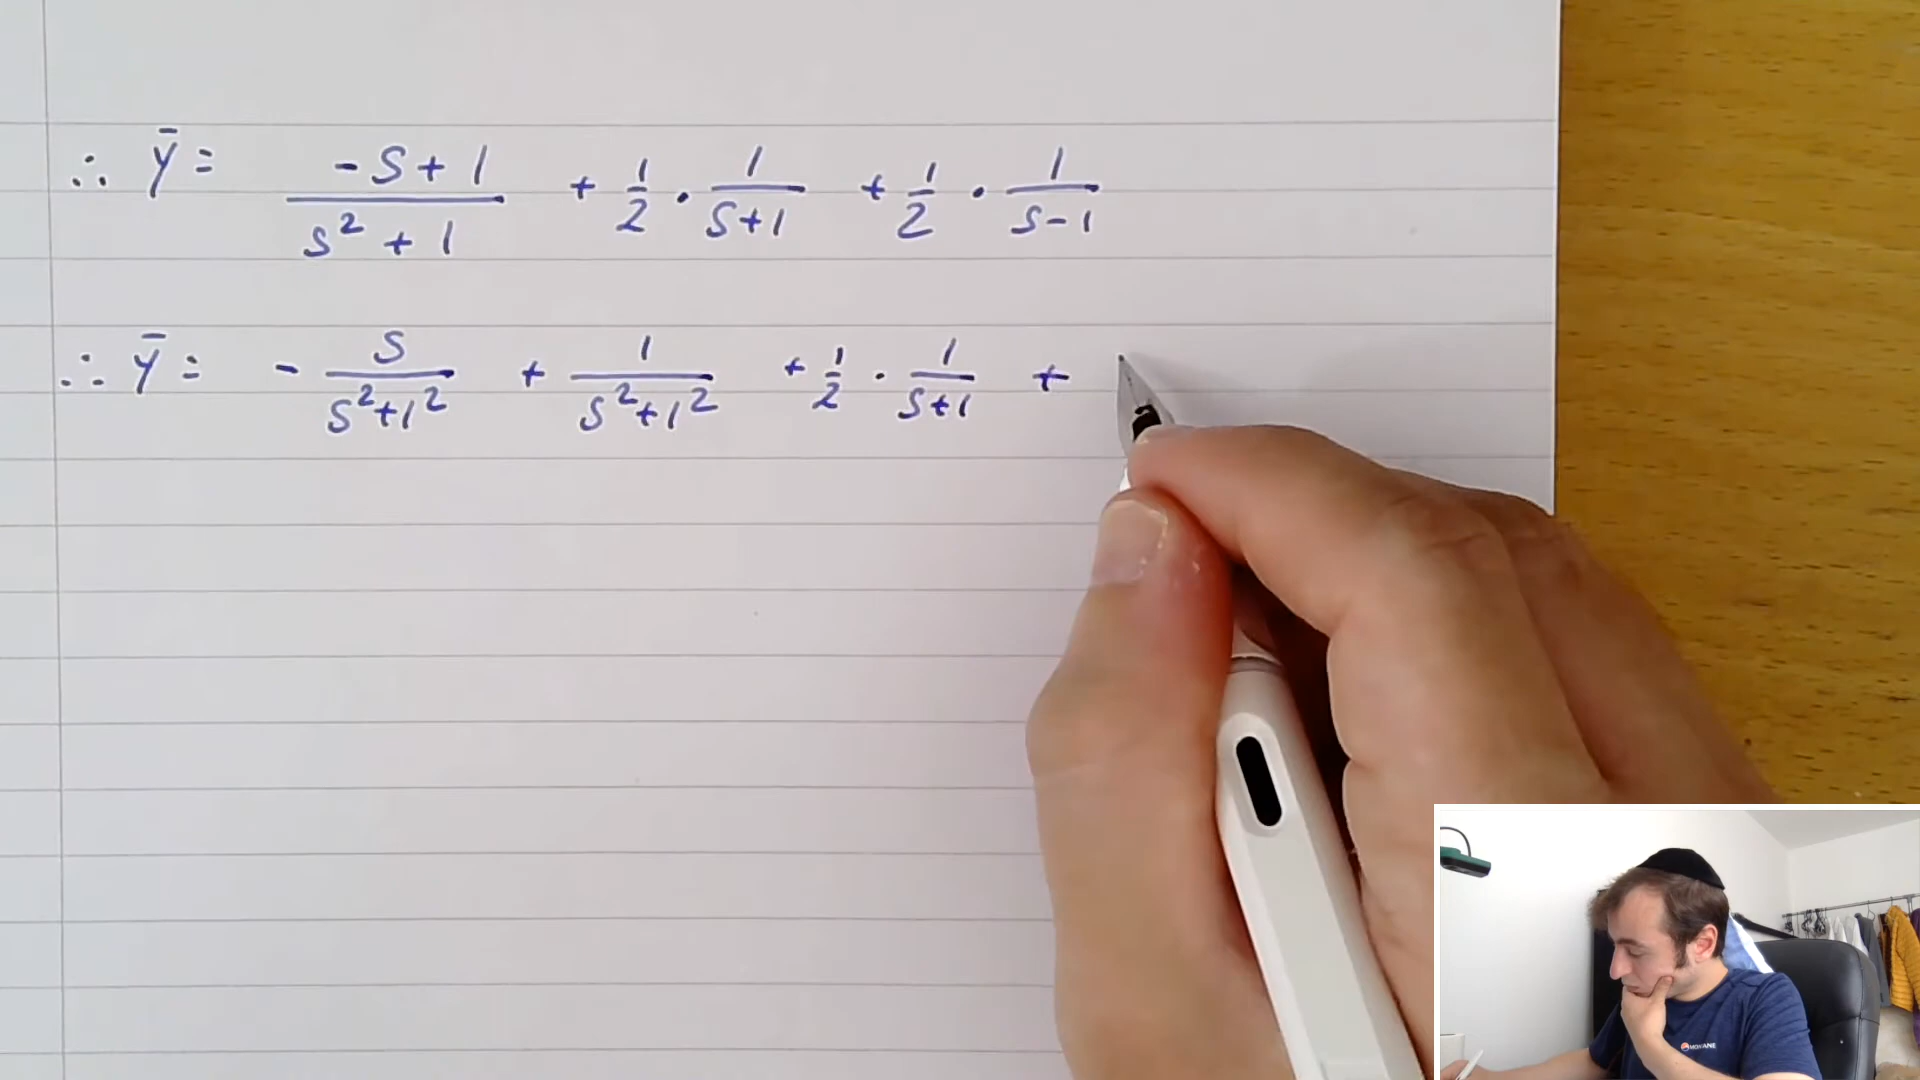 ∴ ȳ = (-s+1)/(s²+1) + 1/2 · 1/(s+1) + 1/2 · 1/(s-1)
∴ ȳ = - s/(s²+1²) + 1/(s²+1²) + 1/2 · 1/(s+1) +
MONTANE